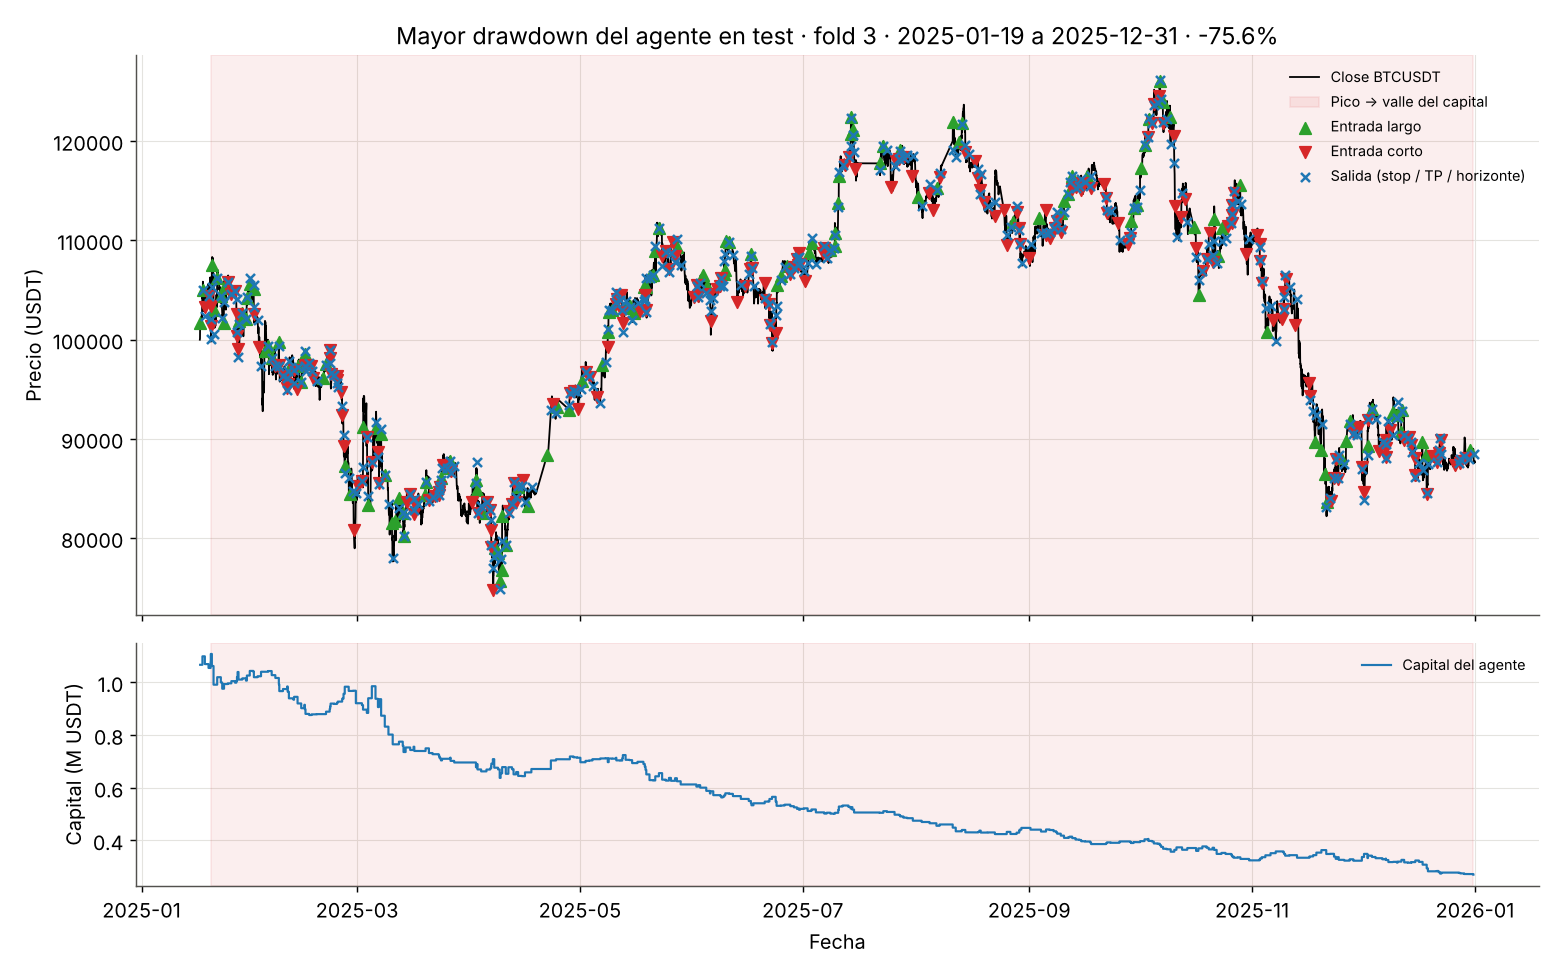 Mayor drawdown del agente en test · fold 3 · 2025-01-19 a 2025-12-31 · -75.6%
Close BTCUSDT
Pico → valle del capital
Entrada largo
Entrada corto
Salida (stop / TP / horizonte)
Precio (USDT)
120000
110000
100000
90000
80000
Capital del agente
Capital (M USDT)
1.0
0.8
0.6
0.4
2025-01
2025-03
2025-05
2025-07
2025-09
2025-11
2026-01
Fecha